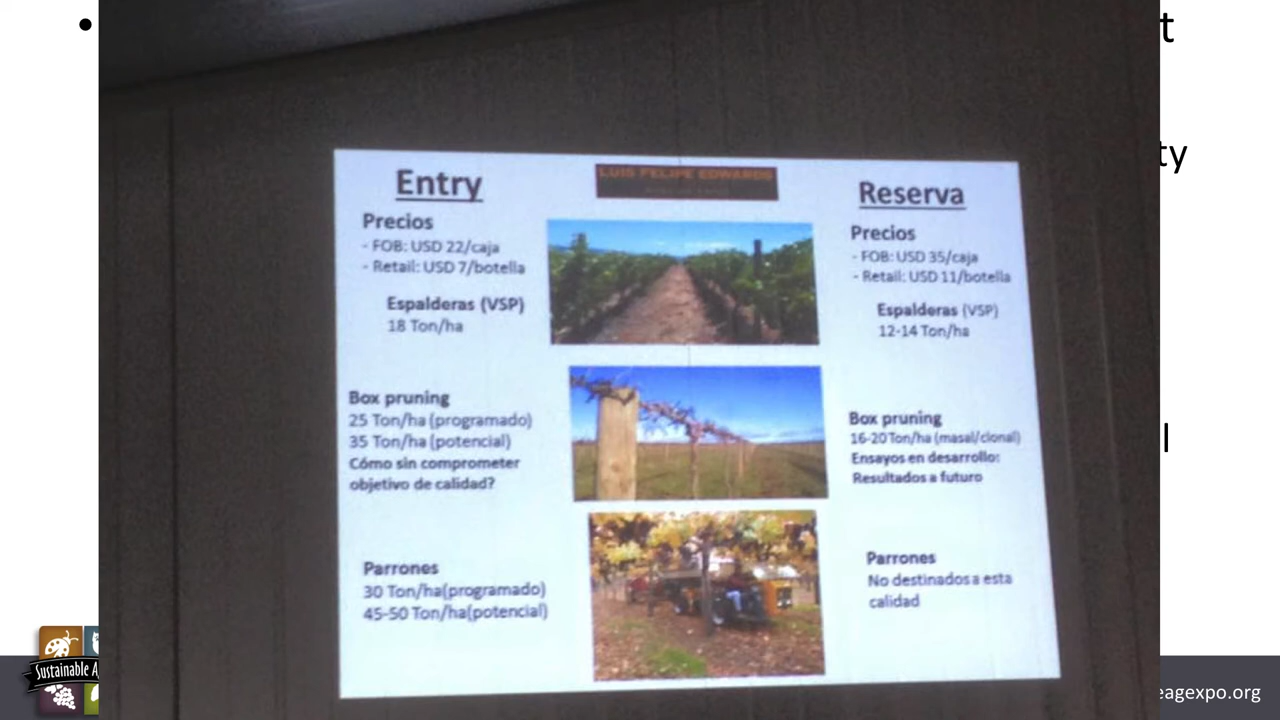 •
t
ty
l
LUIS FELIPE EDWARDS
Entry
Precios
- FOB: USD 22/caja
- Retail: USD 7/botella
Espalderas (VSP)
18 Ton/ha
Box pruning
25 Ton/ha (programado)
35 Ton/ha (potencial)
Cómo sin comprometer
objetivo de calidad?
Parrones
30 Ton/ha(programado)
45-50 Ton/ha(potencial)
Reserva
Precios
- FOB: USD 35/caja
- Retail: USD 11/botella
Espalderas (VSP)
12-14 Ton/ha
Box pruning
16-20 Ton/ha (masal/clonal)
Ensayos en desarrollo:
Resultados a futuro
Parrones
No destinados a esta
calidad
Sustainable A
eagexpo.org